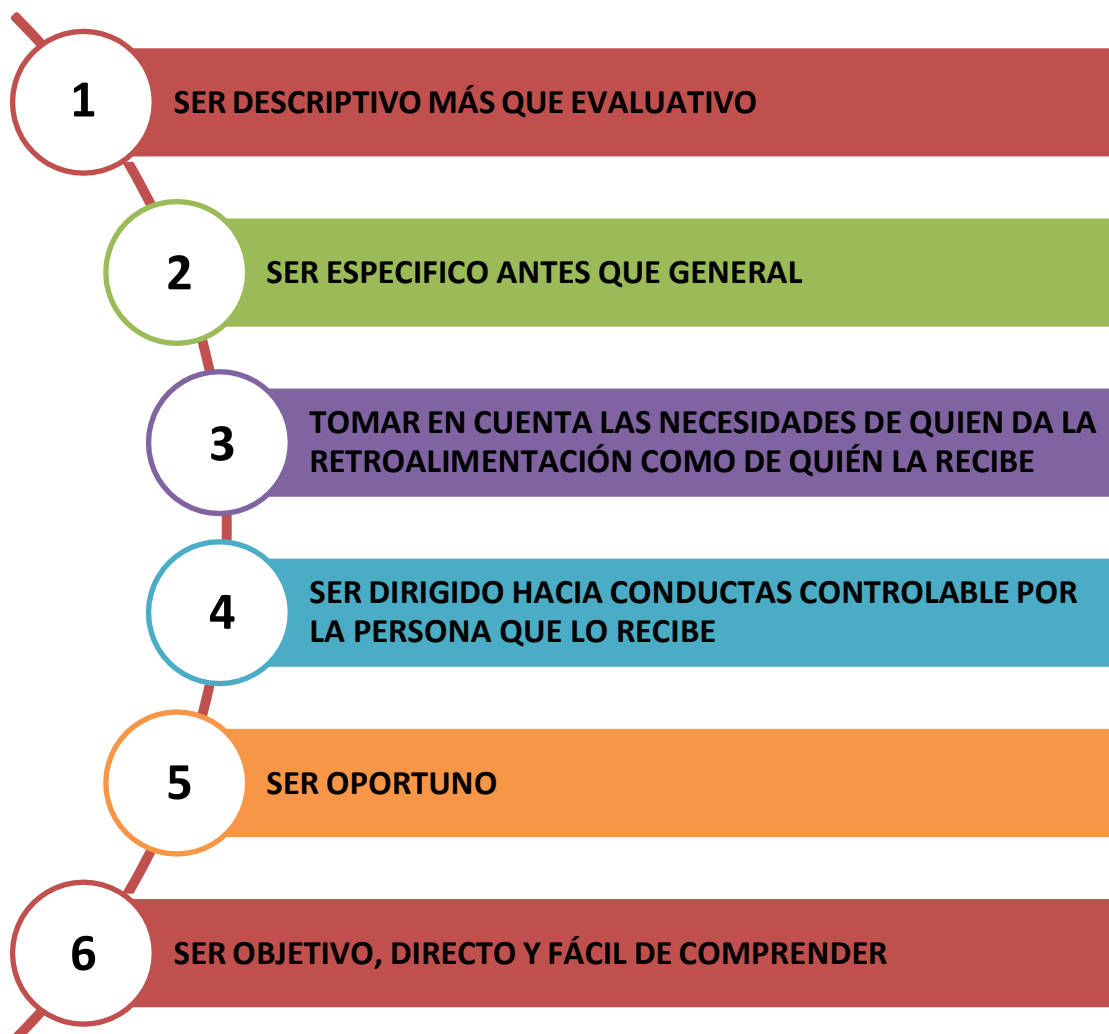 1
SER DESCRIPTIVO MÁS QUE EVALUATIVO
2
SER ESPECIFICO ANTES QUE GENERAL
3
TOMAR EN CUENTA LAS NECESIDADES DE QUIEN DA LA
RETROALIMENTACIÓN COMO DE QUIÉN LA RECIBE
4
SER DIRIGIDO HACIA CONDUCTAS CONTROLABLE POR
LA PERSONA QUE LO RECIBE
5
SER OPORTUNO
6
SER OBJETIVO, DIRECTO Y FÁCIL DE COMPRENDER